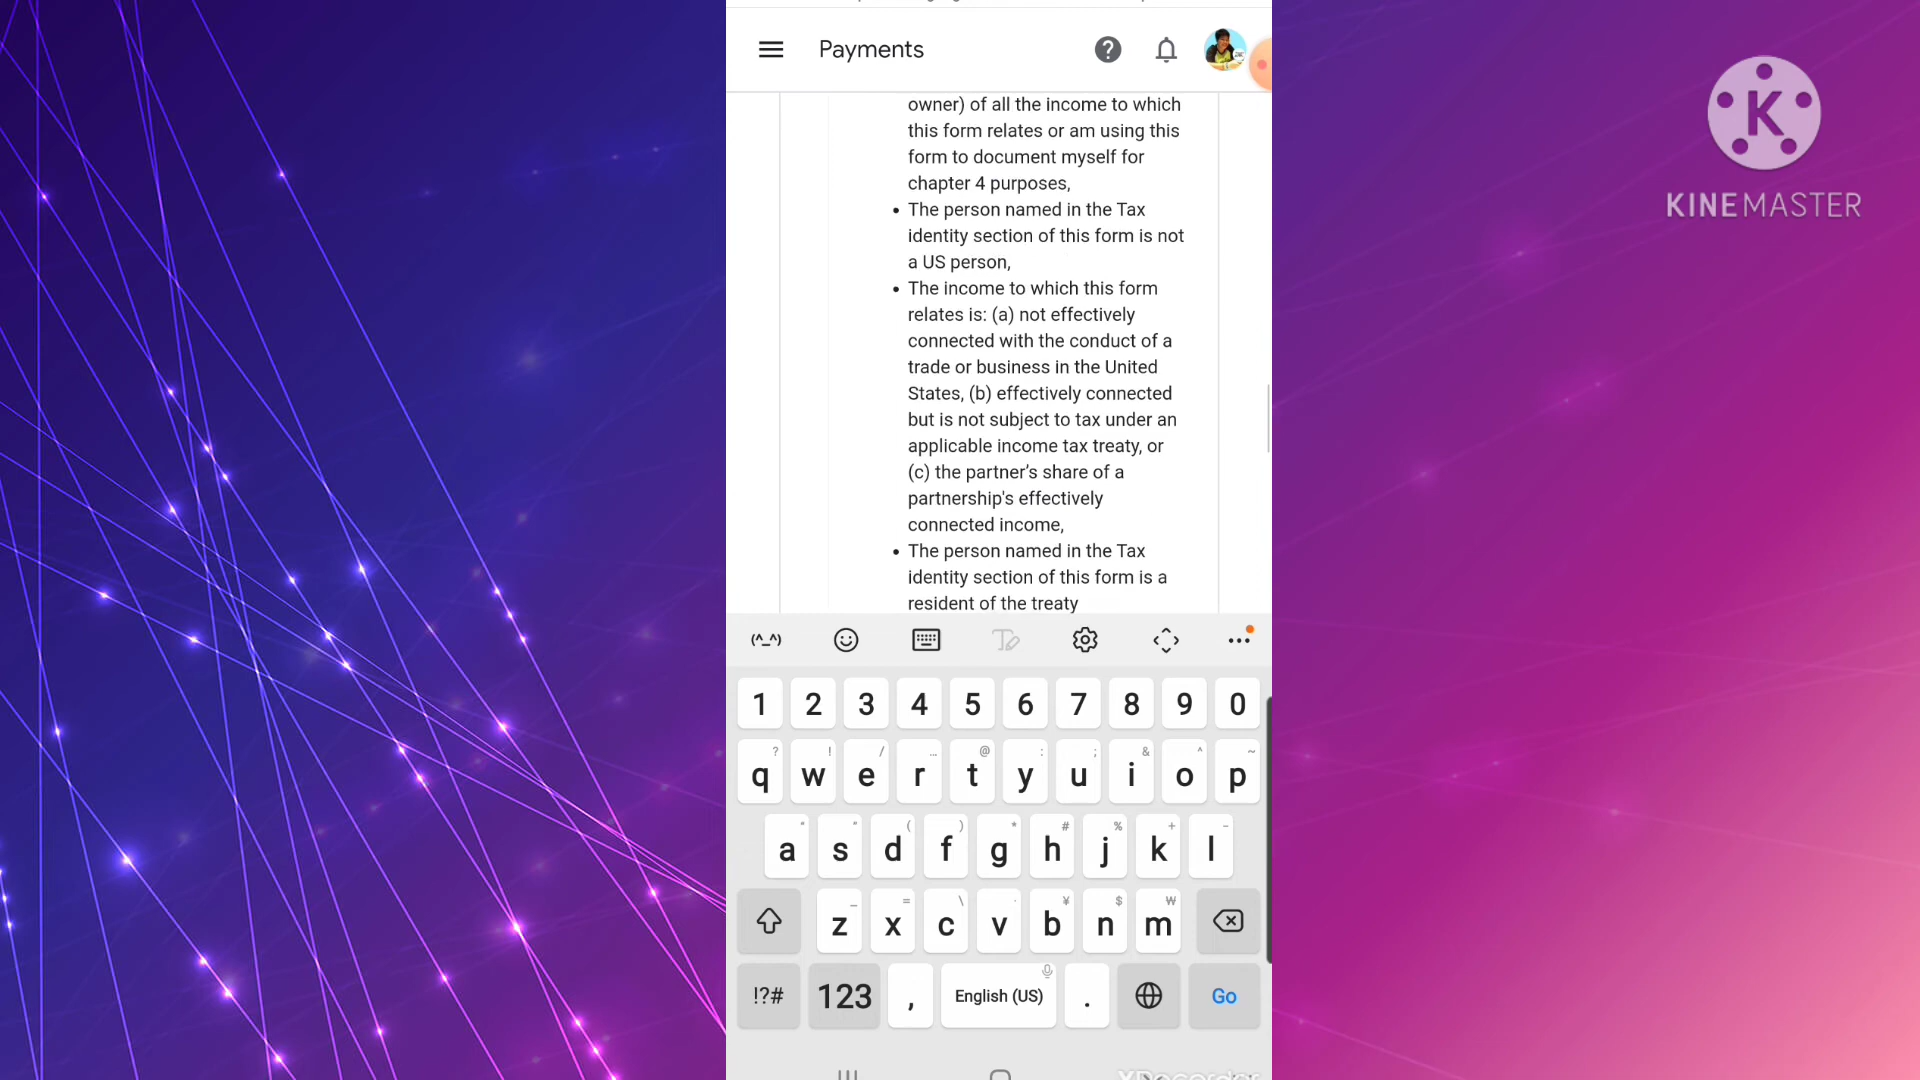 Payments
K
KINEMASTER
owner) of all the income to which
this form relates or am using this
form to document myself for
chapter 4 purposes,
• The person named in the Tax
identity section of this form is not
a US person,
• The income to which this form
relates is: (a) not effectively
connected with the conduct of a
trade or business in the United
States, (b) effectively connected
but is not subject to tax under an
applicable income tax treaty, or
(c) the partner’s share of a
partnership's effectively
connected income,
• The person named in the Tax
identity section of this form is a
resident of the treaty
(^_^)
1 2 3 4 5 6 7 8 9 0
? ! / … @ : ; & ^ ~
q w e r t y u i o p
" ( ) * # % + -
a s d f g h j k l
_ = \ ¥ $ ₩
z x c v b n m
!?# 123 , English (US) . Go
XRecorder